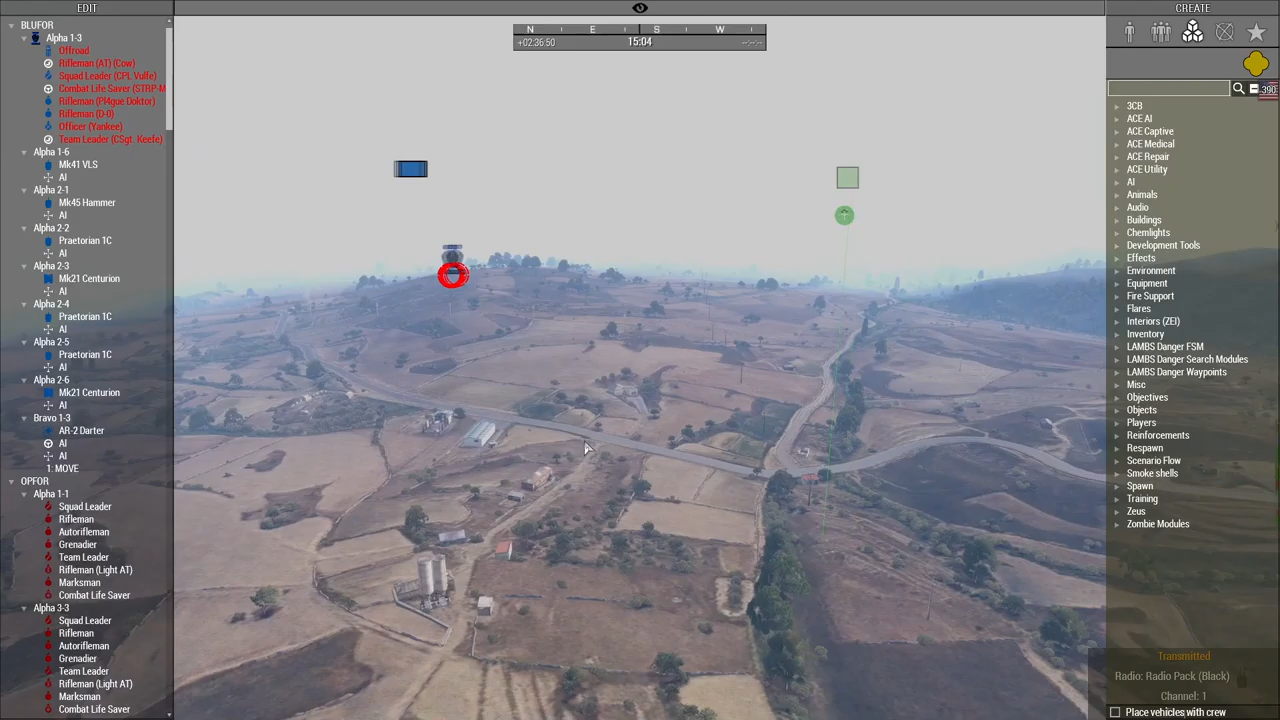 EDIT
BLUFOR
Alpha 1-3
Offroad
Rifleman (AT) (Cow)
Squad Leader (CPL Vulfe)
Combat Life Saver (STRP-M
Rifleman (Pl4gue Doktor)
Rifleman (D-0)
Officer (Yankee)
Team Leader (CSgt. Keefe)
Alpha 1-6
Mk41 VLS
AI
Alpha 2-1
Mk45 Hammer
AI
Alpha 2-2
Praetorian 1C
AI
Alpha 2-3
Mk21 Centurion
AI
Alpha 2-4
Praetorian 1C
AI
Alpha 2-5
Praetorian 1C
AI
Alpha 2-6
Mk21 Centurion
AI
Bravo 1-3
AR-2 Darter
AI
AI
1: MOVE
OPFOR
Alpha 1-1
Squad Leader
Rifleman
Autorifleman
Grenadier
Team Leader
Rifleman (Light AT)
Marksman
Combat Life Saver
Alpha 3-3
Squad Leader
Rifleman
Autorifleman
Grenadier
Team Leader
Rifleman (Light AT)
Marksman
Combat Life Saver
N E S W
+02:36:50 15:04 --:--:--
CREATE
390
3CB
ACE AI
ACE Captive
ACE Medical
ACE Repair
ACE Utility
AI
Animals
Audio
Buildings
Chemlights
Development Tools
Effects
Environment
Equipment
Fire Support
Flares
Interiors (ZEI)
Inventory
LAMBS Danger FSM
LAMBS Danger Search Modules
LAMBS Danger Waypoints
Misc
Objectives
Objects
Players
Reinforcements
Respawn
Scenario Flow
Smoke shells
Spawn
Training
Zeus
Zombie Modules
Transmitted
Radio: Radio Pack (Black)
Channel: 1
Place vehicles with crew